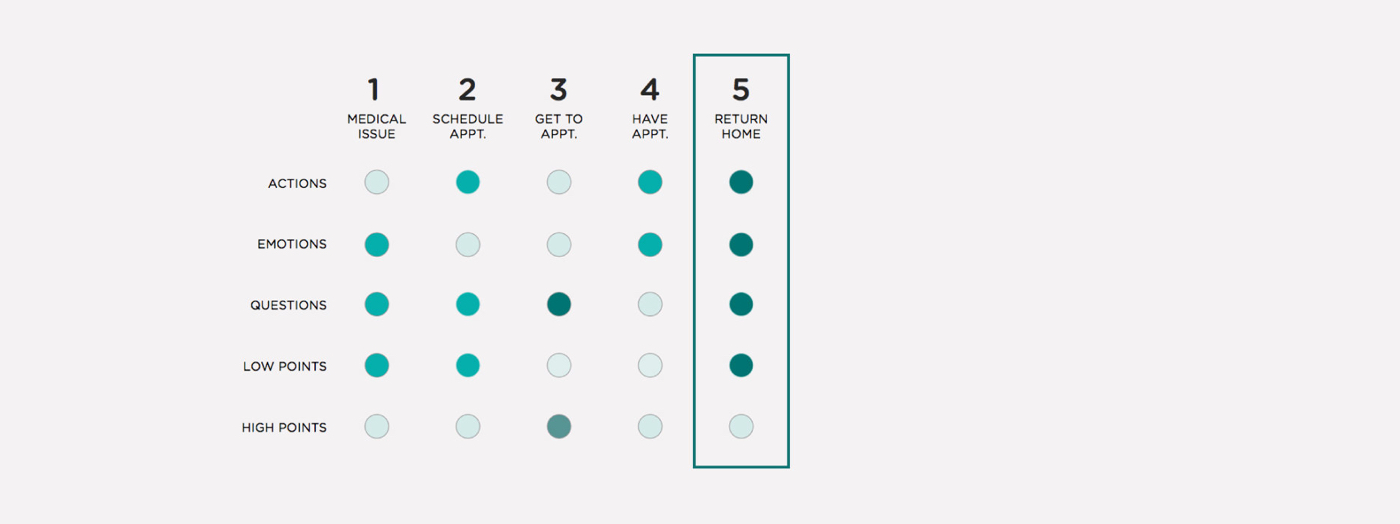 1 2 3 4 5
MEDICAL SCHEDULE GET TO HAVE RETURN
ISSUE APPT. APPT. APPT. HOME
ACTIONS
EMOTIONS
QUESTIONS
LOW POINTS
HIGH POINTS